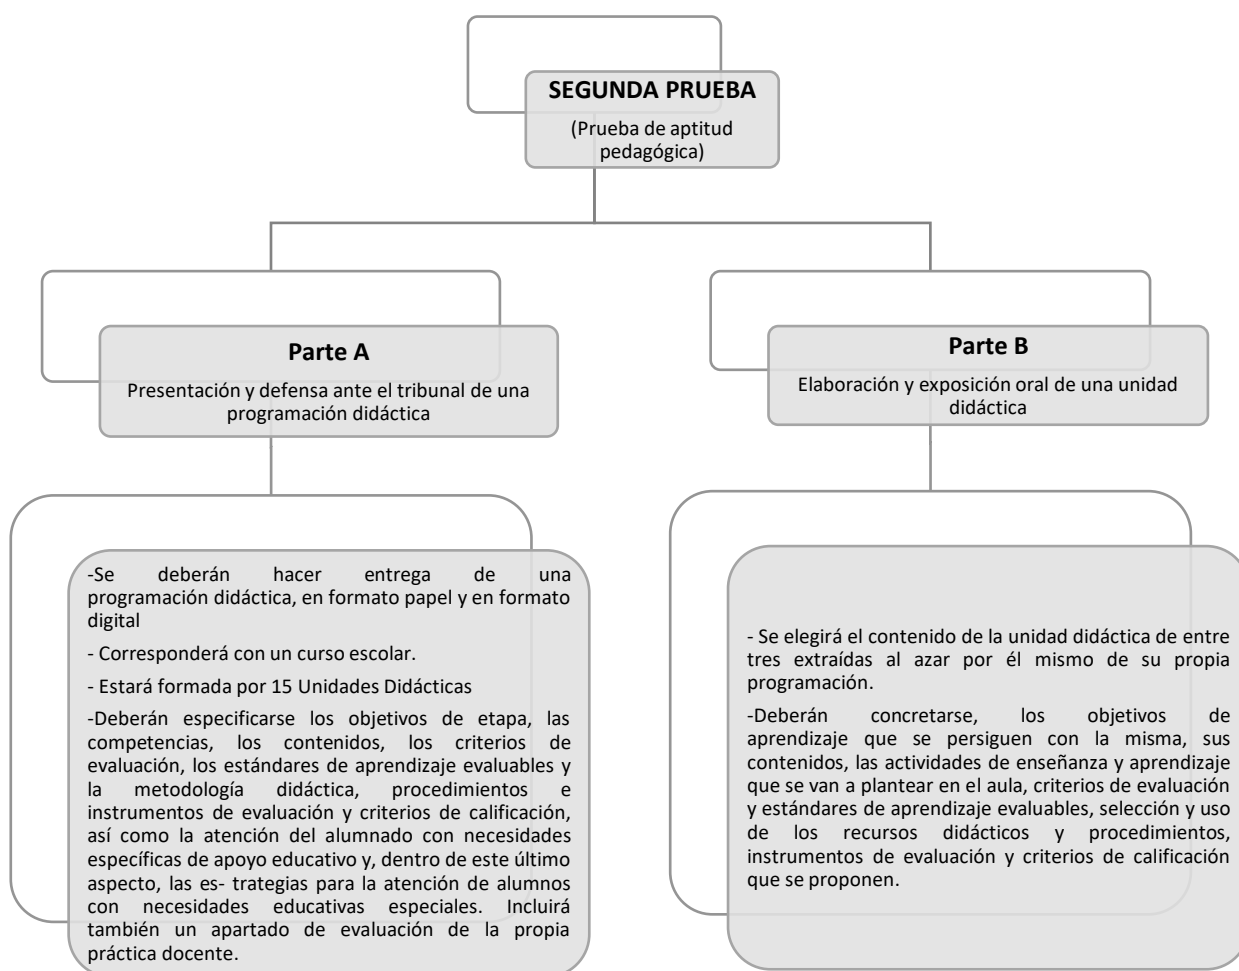 SEGUNDA PRUEBA
(Prueba de aptitud
pedagógica)
Parte A
Presentación y defensa ante el tribunal de una
programación didáctica
Parte B
Elaboración y exposición oral de una unidad
didáctica
-Se deberán hacer entrega de una
programación didáctica, en formato papel y en formato
digital
- Corresponderá con un curso escolar.
- Estará formada por 15 Unidades Didácticas
-Deberán especificarse los objetivos de etapa, las
competencias, los contenidos, los criterios de
evaluación, los estándares de aprendizaje evaluables y
la metodología didáctica, procedimientos e
instrumentos de evaluación y criterios de calificación,
así como la atención del alumnado con necesidades
específicas de apoyo educativo y, dentro de este último
aspecto, las es- trategias para la atención de alumnos
con necesidades educativas especiales. Incluirá
también un apartado de evaluación de la propia
práctica docente.
- Se elegirá el contenido de la unidad didáctica de entre
tres extraídas al azar por él mismo de su propia
programación.
-Deberán concretarse, los objetivos de
aprendizaje que se persiguen con la misma, sus
contenidos, las actividades de enseñanza y aprendizaje
que se van a plantear en el aula, criterios de evaluación
y estándares de aprendizaje evaluables, selección y uso
de los recursos didácticos y procedimientos,
instrumentos de evaluación y criterios de calificación
que se proponen.